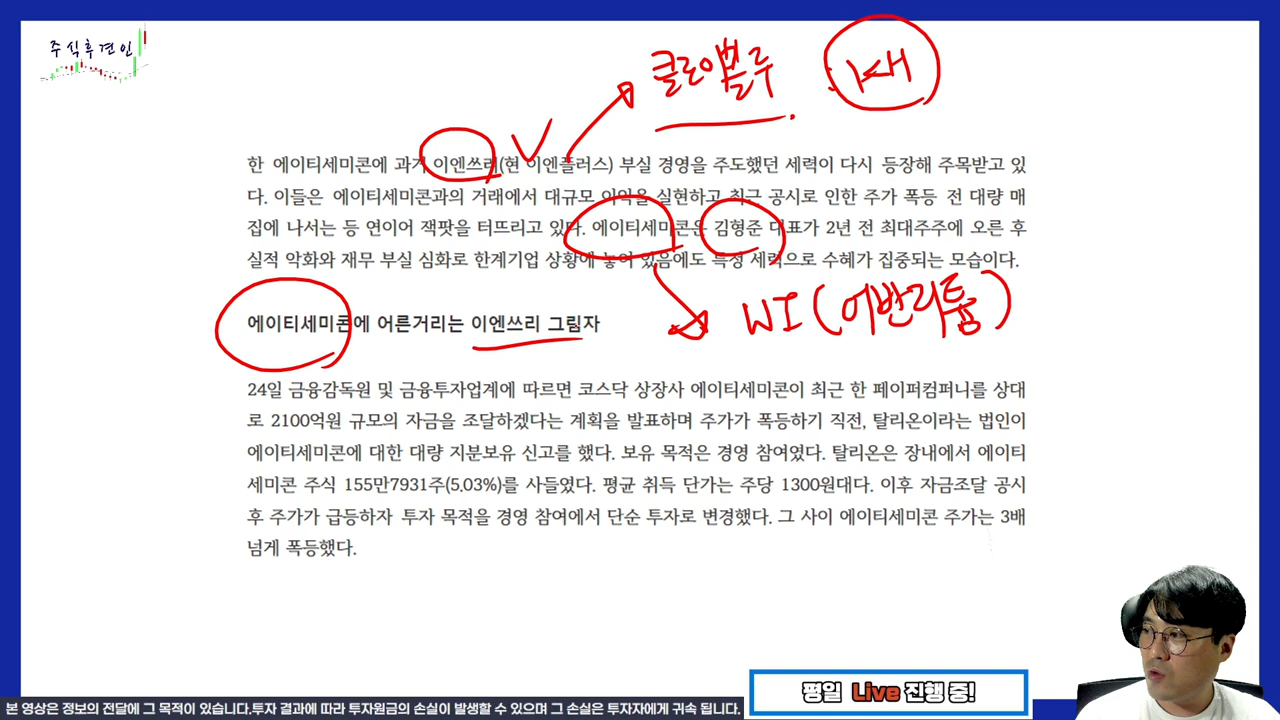 주식후견인
클로이블루
한 에이티세미콘에 과거 이엔쓰리(현 이엔플러스) 부실 경영을 주도했던 세력이 다시 등장해 주목받고 있
다. 이들은 에이티세미콘과의 거래에서 대규모 이익을 실현하고 최근 공시로 인한 주가 폭등 전 대량 매
집에 나서는 등 연이어 잭팟을 터뜨리고 있다. 에이티세미콘은 김형준 대표가 2년 전 최대주주에 오른 후
실적 악화와 재무 부실 심화로 한계기업 상황에 놓여 있음에도 특정 세력으로 수혜가 집중되는 모습이다.
WI (어반리튬)
에이티세미콘에 어른거리는 이엔쓰리 그림자
24일 금융감독원 및 금융투자업계에 따르면 코스닥 상장사 에이티세미콘이 최근 한 페이퍼컴퍼니를 상대
로 2100억원 규모의 자금을 조달하겠다는 계획을 발표하며 주가가 폭등하기 직전, 탈리온이라는 법인이
에이티세미콘에 대한 대량 지분보유 신고를 했다. 보유 목적은 경영 참여였다. 탈리온은 장내에서 에이티
세미콘 주식 155만7931주(5.03%)를 사들였다. 평균 취득 단가는 주당 1300원대다. 이후 자금조달 공시
후 주가가 급등하자 투자 목적을 경영 참여에서 단순 투자로 변경했다. 그 사이 에이티세미콘 주가는 3배
넘게 폭등했다.
평일 Live 진행 중!
본 영상은 정보의 전달에 그 목적이 있습니다.투자 결과에 따라 투자원금의 손실이 발생할 수 있으며 그 손실은 투자자에게 귀속 됩니다.